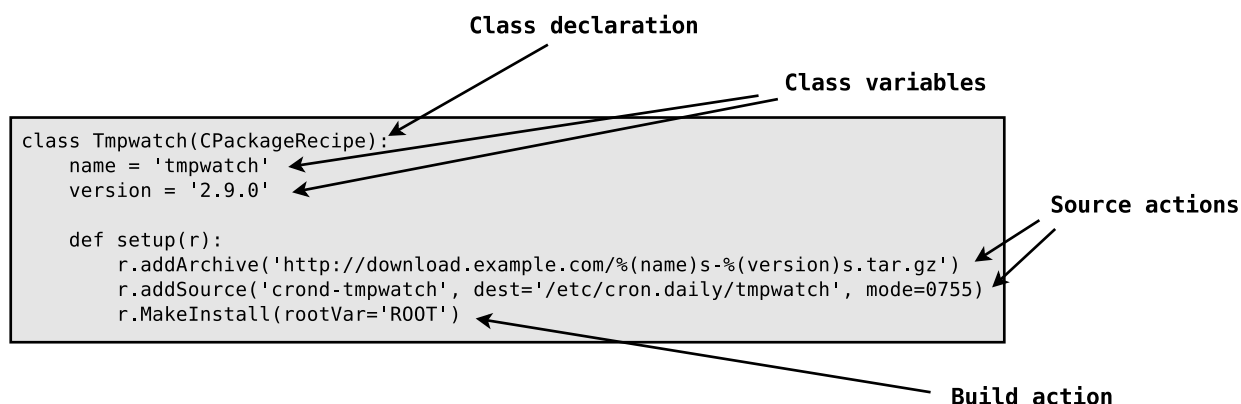 Class declaration
Class variables
class Tmpwatch(CPackageRecipe):
    name = 'tmpwatch'
    version = '2.9.0'
Source actions
    def setup(r):
        r.addArchive('http://download.example.com/%(name)s-%(version)s.tar.gz')
        r.addSource('crond-tmpwatch', dest='/etc/cron.daily/tmpwatch', mode=0755)
        r.MakeInstall(rootVar='ROOT')
Build action